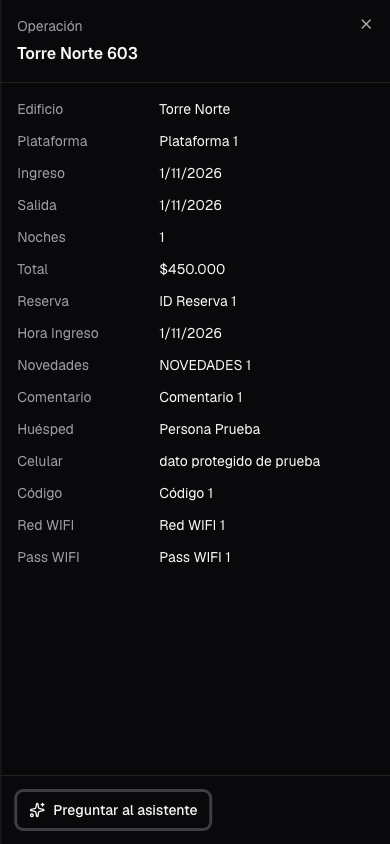 Operación
Torre Norte 603
Edificio Torre Norte
Plataforma Plataforma 1
Ingreso 1/11/2026
Salida 1/11/2026
Noches 1
Total $450.000
Reserva ID Reserva 1
Hora Ingreso 1/11/2026
Novedades NOVEDADES 1
Comentario Comentario 1
Huésped Persona Prueba
Celular dato protegido de prueba
Código Código 1
Red WIFI Red WIFI 1
Pass WIFI Pass WIFI 1
Preguntar al asistente